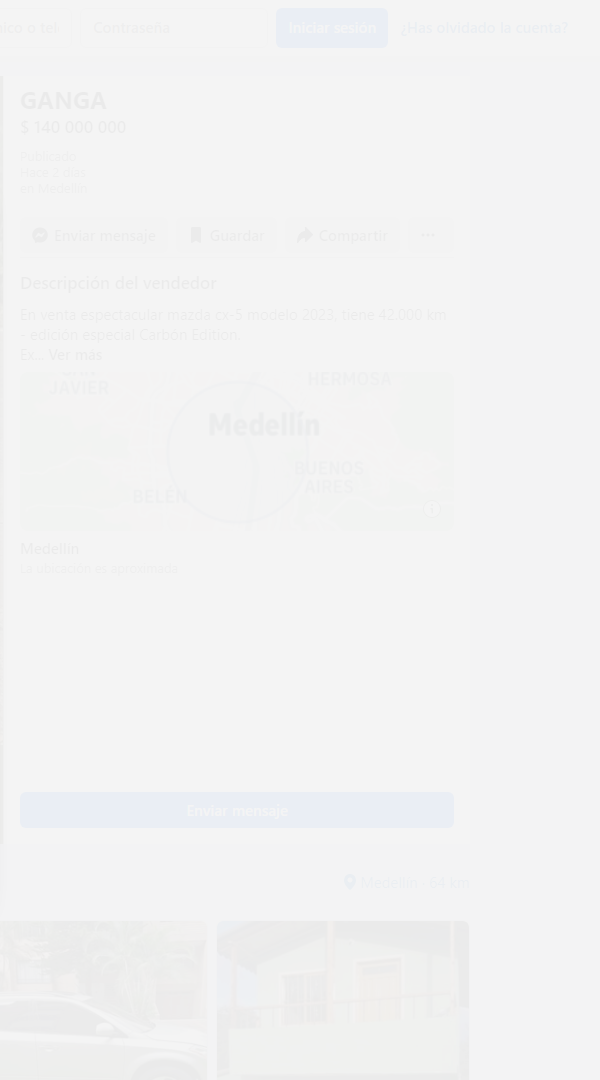 Contraseña
Iniciar sesión
¿Has olvidado la cuenta?
GANGA
$ 140 000 000
Publicado
Hace 2 días
en Medellín
Enviar mensaje
Guardar
Compartir
Descripción del vendedor
En venta espectacular mazda cx-5 modelo 2023, tiene 42.000 km
- edición especial Carbon Edition.
Ex... Ver más
JAVIER
HERMOSA
Medellín
BUENOS
AIRES
BELÉN
Medellín
La ubicación es aproximada
Enviar mensaje
Medellín
km